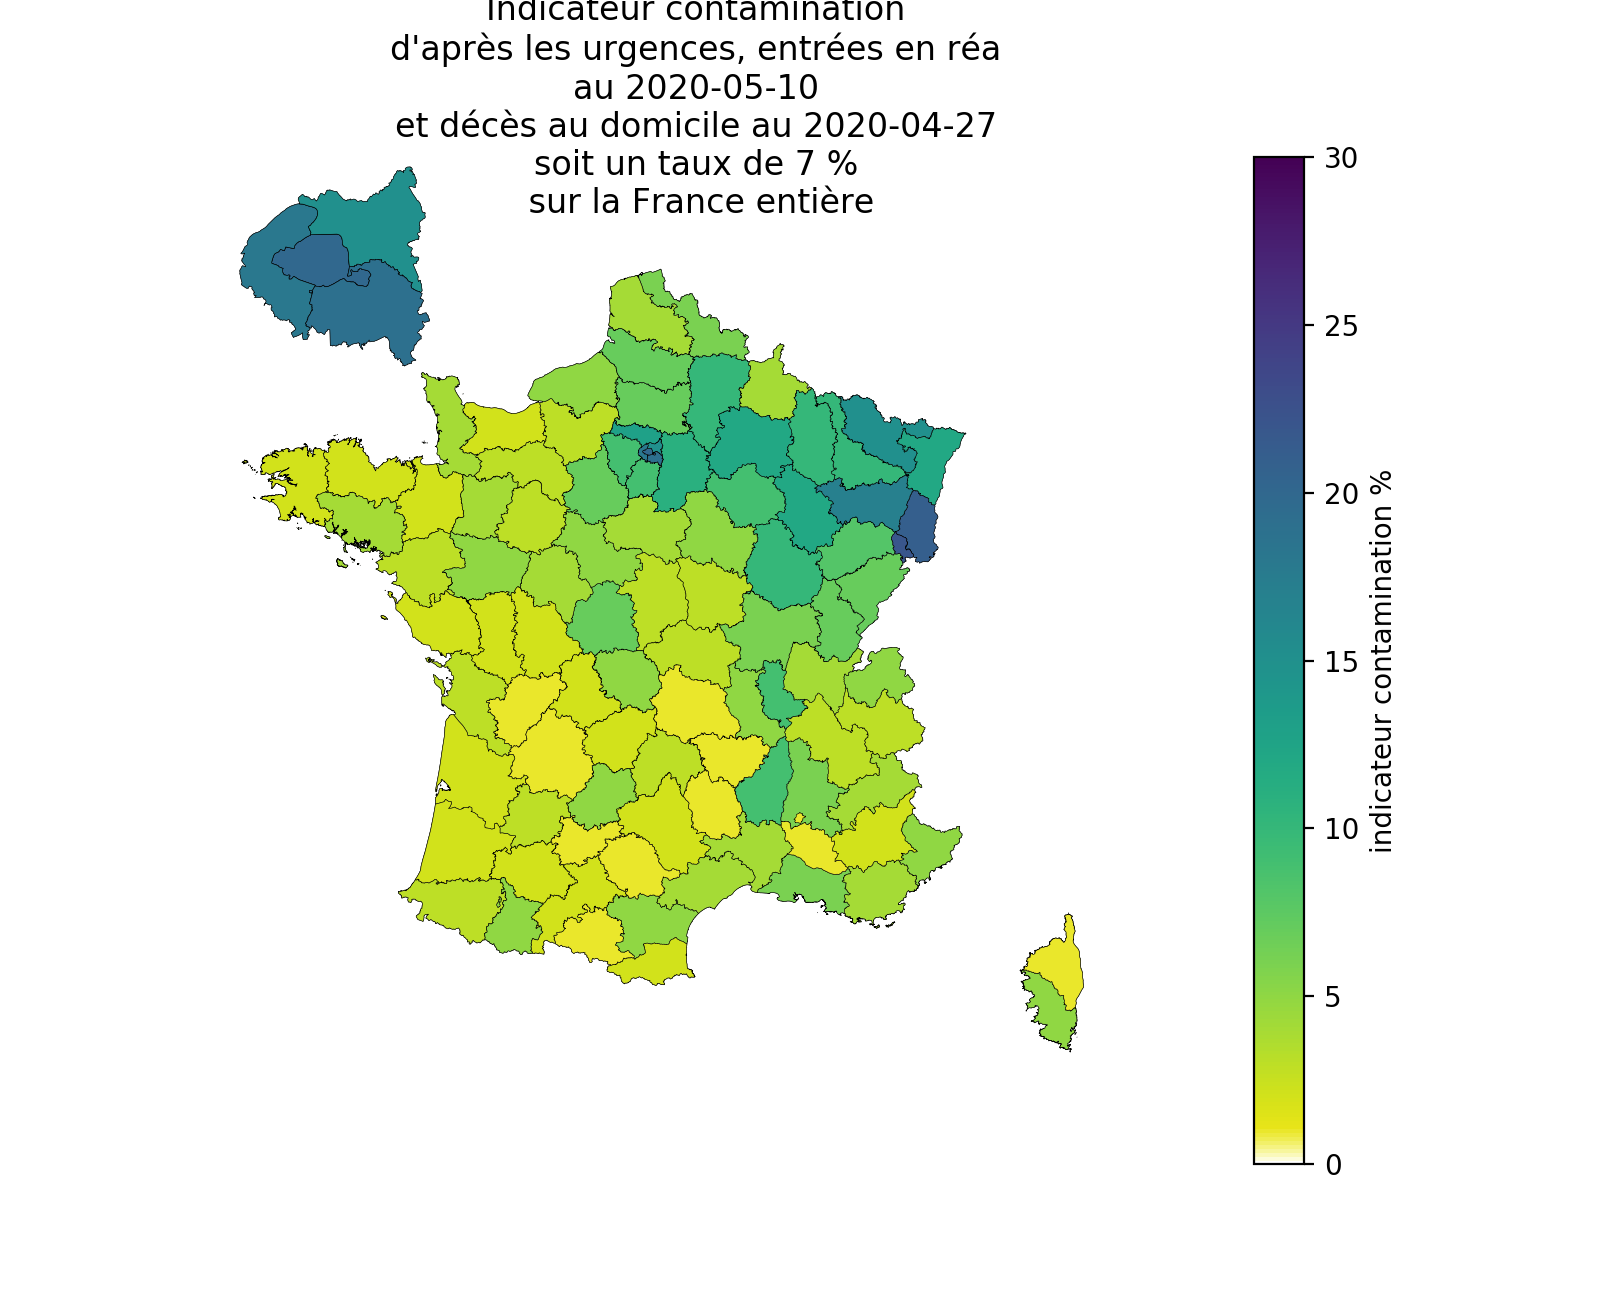 Indicateur contamination
d'après les urgences, entrées en réa
au 2020-05-10
et décès au domicile au 2020-04-27
soit un taux de 7 %
sur la France entière
30
25
20
15
10
5
0
indicateur contamination %